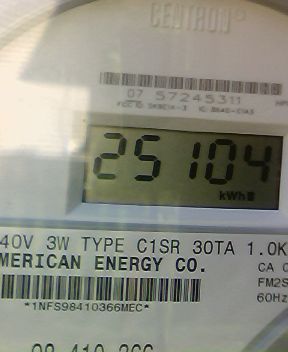 CENTRON®
07 57245311
25104
kWh
40V 3W TYPE C1SR 30TA 1.0K
MERICAN ENERGY CO.
CA 0
FM2S
60Hz
*1NFS98410366MEC*